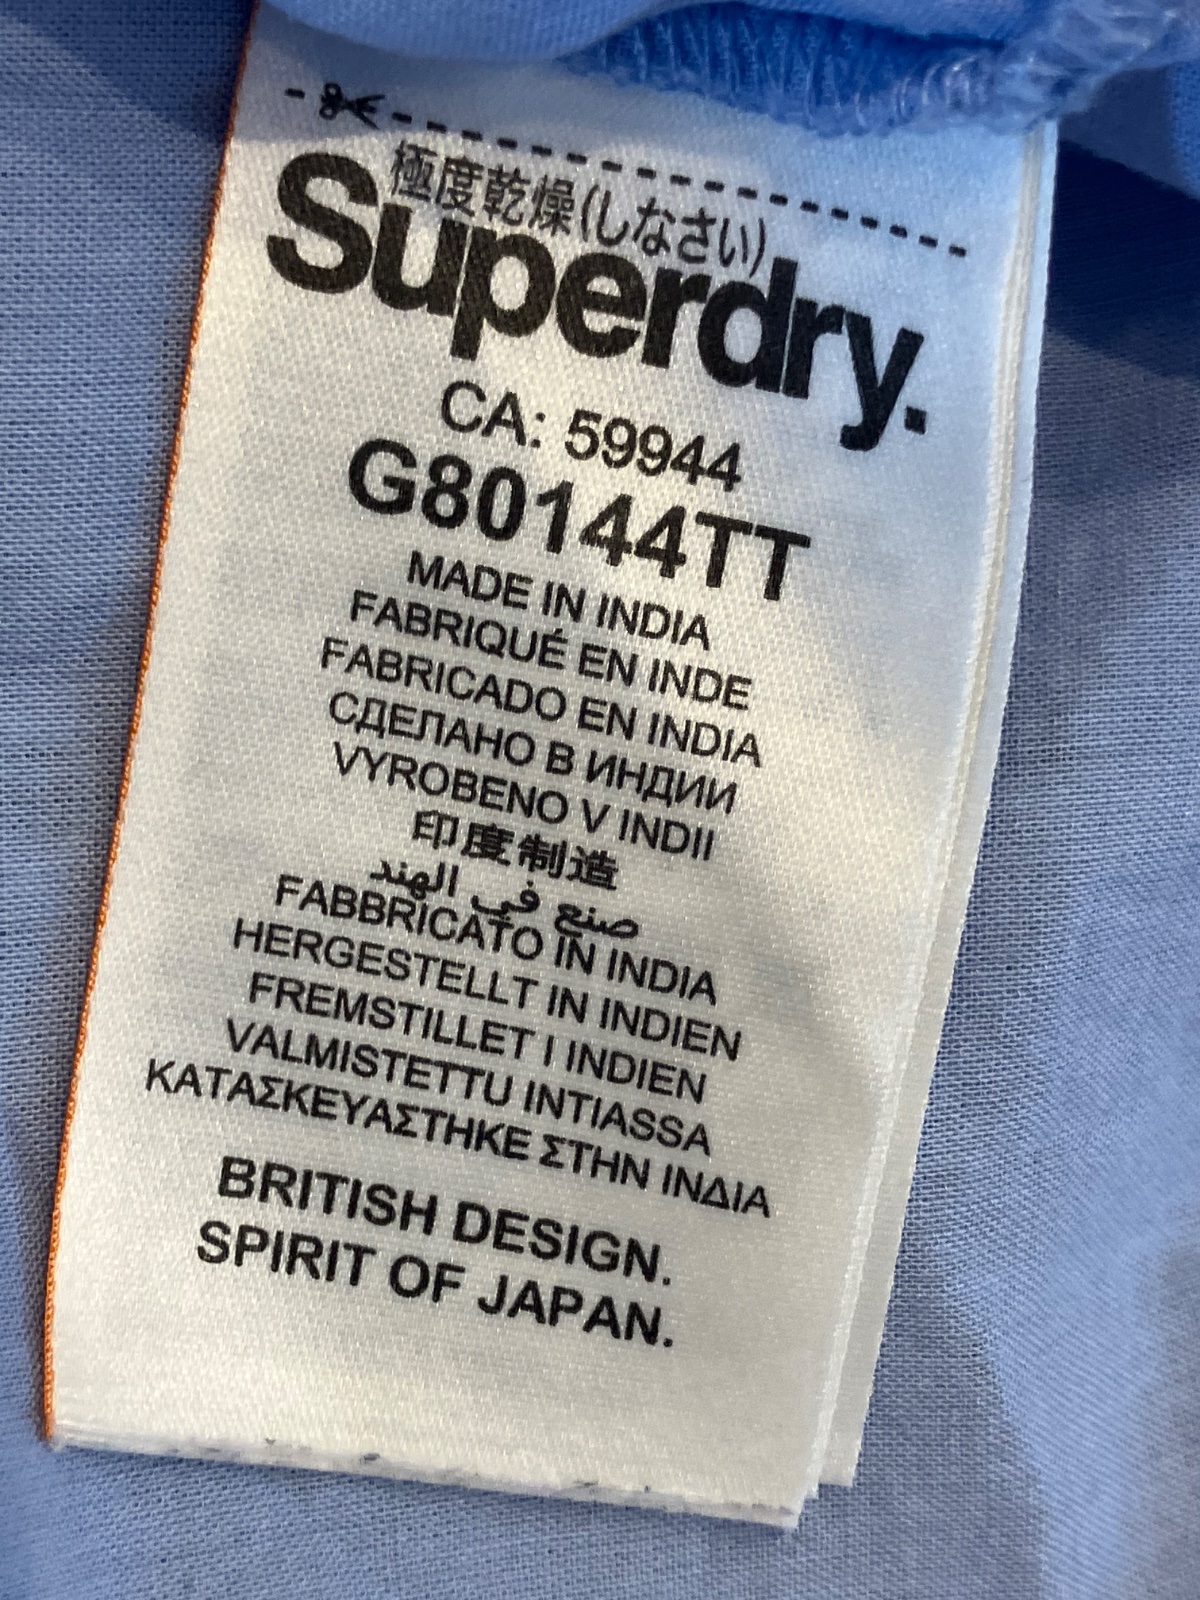 極度乾燥(しなさい)
Superdry.
CA: 59944
G80144TT
MADE IN INDIA
FABRIQUÉ EN INDE
FABRICADO EN INDIA
СДЕЛАНО В ИНДИИ
VYROBENO V INDII
印度制造
صنع في الهند
FABBRICATO IN INDIA
HERGESTELLT IN INDIEN
FREMSTILLET I INDIEN
VALMISTETTU INTIASSA
ΚΑΤΑΣΚΕΥΑΣΤΗΚΕ ΣΤΗΝ ΙΝΔΙΑ
BRITISH DESIGN.
SPIRIT OF JAPAN.